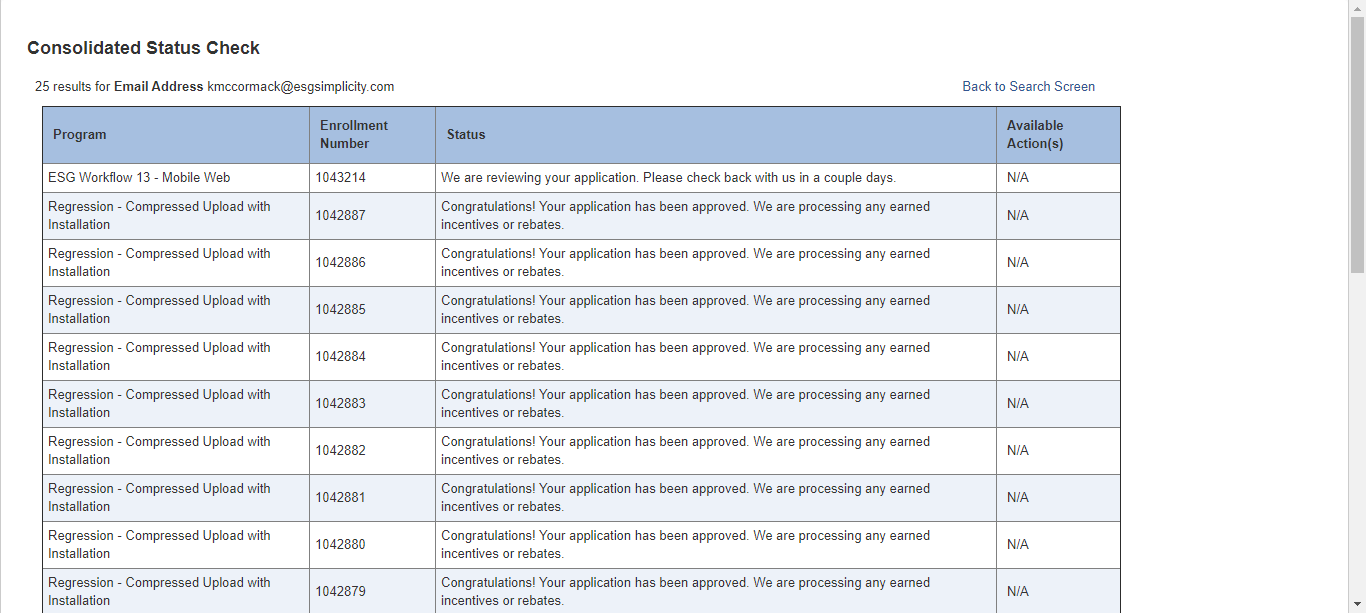 Consolidated Status Check
25 results for Email Address kmccormack@esgsimplicity.com
Back to Search Screen
Program
Enrollment
Number
Status
Available
Action(s)
ESG Workflow 13 - Mobile Web
1043214
We are reviewing your application. Please check back with us in a couple days.
N/A
Regression - Compressed Upload with
Installation
1042887
Congratulations! Your application has been approved. We are processing any earned
incentives or rebates.
N/A
Regression - Compressed Upload with
Installation
1042886
Congratulations! Your application has been approved. We are processing any earned
incentives or rebates.
N/A
Regression - Compressed Upload with
Installation
1042885
Congratulations! Your application has been approved. We are processing any earned
incentives or rebates.
N/A
Regression - Compressed Upload with
Installation
1042884
Congratulations! Your application has been approved. We are processing any earned
incentives or rebates.
N/A
Regression - Compressed Upload with
Installation
1042883
Congratulations! Your application has been approved. We are processing any earned
incentives or rebates.
N/A
Regression - Compressed Upload with
Installation
1042882
Congratulations! Your application has been approved. We are processing any earned
incentives or rebates.
N/A
Regression - Compressed Upload with
Installation
1042881
Congratulations! Your application has been approved. We are processing any earned
incentives or rebates.
N/A
Regression - Compressed Upload with
Installation
1042880
Congratulations! Your application has been approved. We are processing any earned
incentives or rebates.
N/A
Regression - Compressed Upload with
Installation
1042879
Congratulations! Your application has been approved. We are processing any earned
incentives or rebates.
N/A